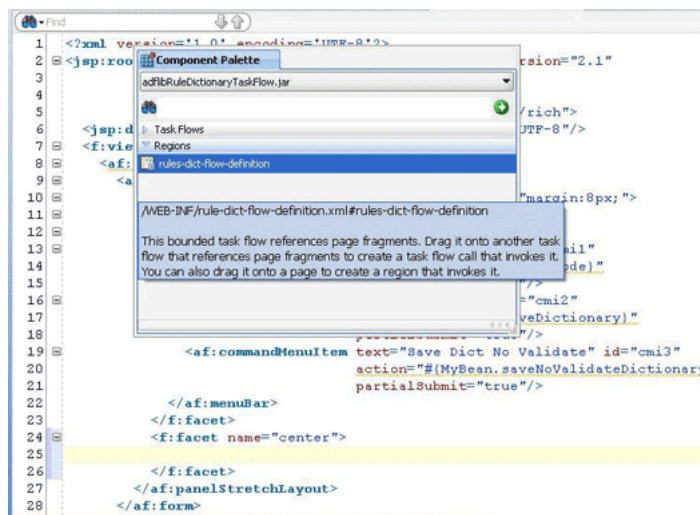 Find
1 <?xml version='1.0' encoding='UTF-8'?>
2 <jsp:roo
rsion="2.1"
3
4
5
/rich">
6 <jsp:d
UTF-8"/>
7 <f:vie
8 <af:
9 <a
10
"margin:8px;">
11
12
13
mi1"
14
ode}"
15
"/>
16
="cmi2"
17
veDictionary}"
18
"/>
19 <af:commandMenuItem text="Save Dict No Validate" id="cmi3"
20 action="#{MyBean.saveNoValidateDictionary
21 partialSubmit="true"/>
22 </af:menuBar>
23 </f:facet>
24 <f:facet name="center">
25
26 </f:facet>
27 </af:panelStretchLayout>
28 </af:form>
Component Palette
adflibRuleDictionaryTaskFlow.jar
Task Flows
Regions
rules-dict-flow-definition
/WEB-INF/rule-dict-flow-definition.xml#rules-dict-flow-definition
This bounded task flow references page fragments. Drag it onto another task
flow that references page fragments to create a task flow call that invokes it.
You can also drag it onto a page to create a region that invokes it.